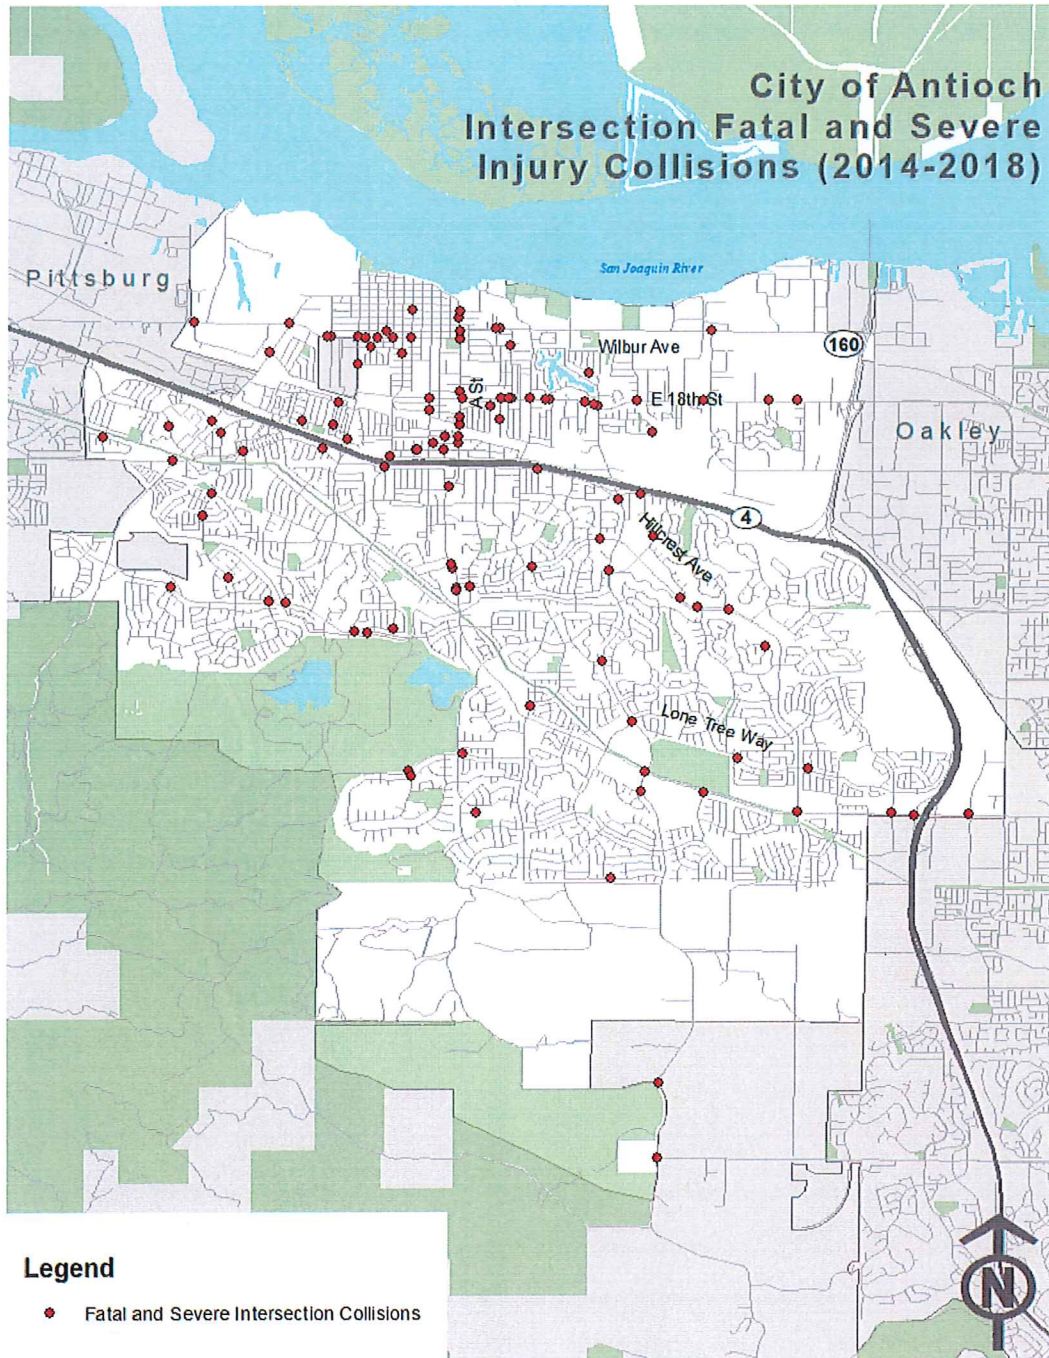 City of Antioch
Intersection Fatal and Severe
Injury Collisions (2014-2018)
San Joaquin River
Pittsburg
Wilbur Ave
160
A St
E 18th St
Oakley
4
Hillcrest Ave
Lone Tree Way
Legend
Fatal and Severe Intersection Collisions
N